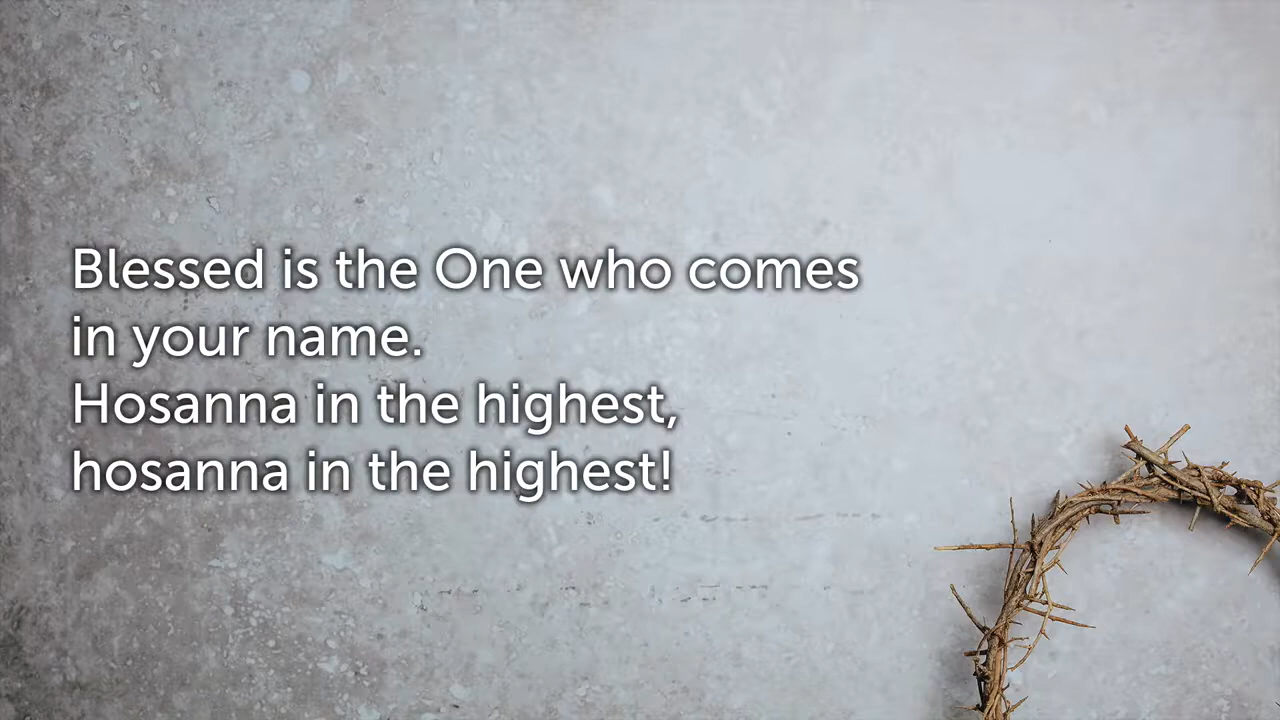 Blessed is the One who comes
in your name.
Hosanna in the highest,
hosanna in the highest!